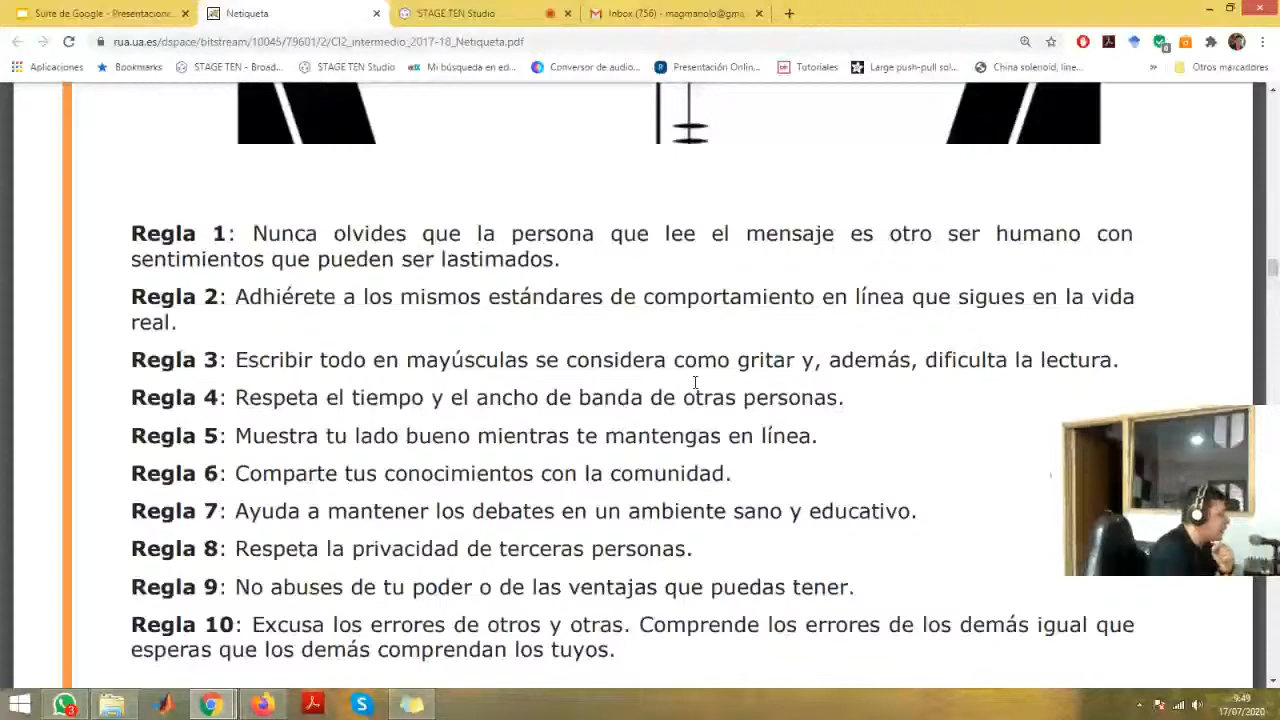 Suite de Google - Presentacione
Netiqueta
STAGE TEN Studio
Inbox (756) - magmanolo@gma
rua.ua.es/dspace/bitstream/10045/79601/2/CI2_intermedio_2017-18_Netiqueta.pdf
Aplicaciones
Bookmarks
STAGE TEN - Broad...
STAGE TEN Studio
Mi búsqueda en ed...
Conversor de audio...
Presentación Onlin...
Tutoriales
Large push-pull sol...
China solenoid, line...
»
Otros marcadores
Regla 1: Nunca olvides que la persona que lee el mensaje es otro ser humano con
sentimientos que pueden ser lastimados.
Regla 2: Adhiérete a los mismos estándares de comportamiento en línea que sigues en la vida
real.
Regla 3: Escribir todo en mayúsculas se considera como gritar y, además, dificulta la lectura.
Regla 4: Respeta el tiempo y el ancho de banda de otras personas.
Regla 5: Muestra tu lado bueno mientras te mantengas en línea.
Regla 6: Comparte tus conocimientos con la comunidad.
Regla 7: Ayuda a mantener los debates en un ambiente sano y educativo.
Regla 8: Respeta la privacidad de terceras personas.
Regla 9: No abuses de tu poder o de las ventajas que puedas tener.
Regla 10: Excusa los errores de otros y otras. Comprende los errores de los demás igual que
esperas que los demás comprendan los tuyos.
9:49
17/07/2020